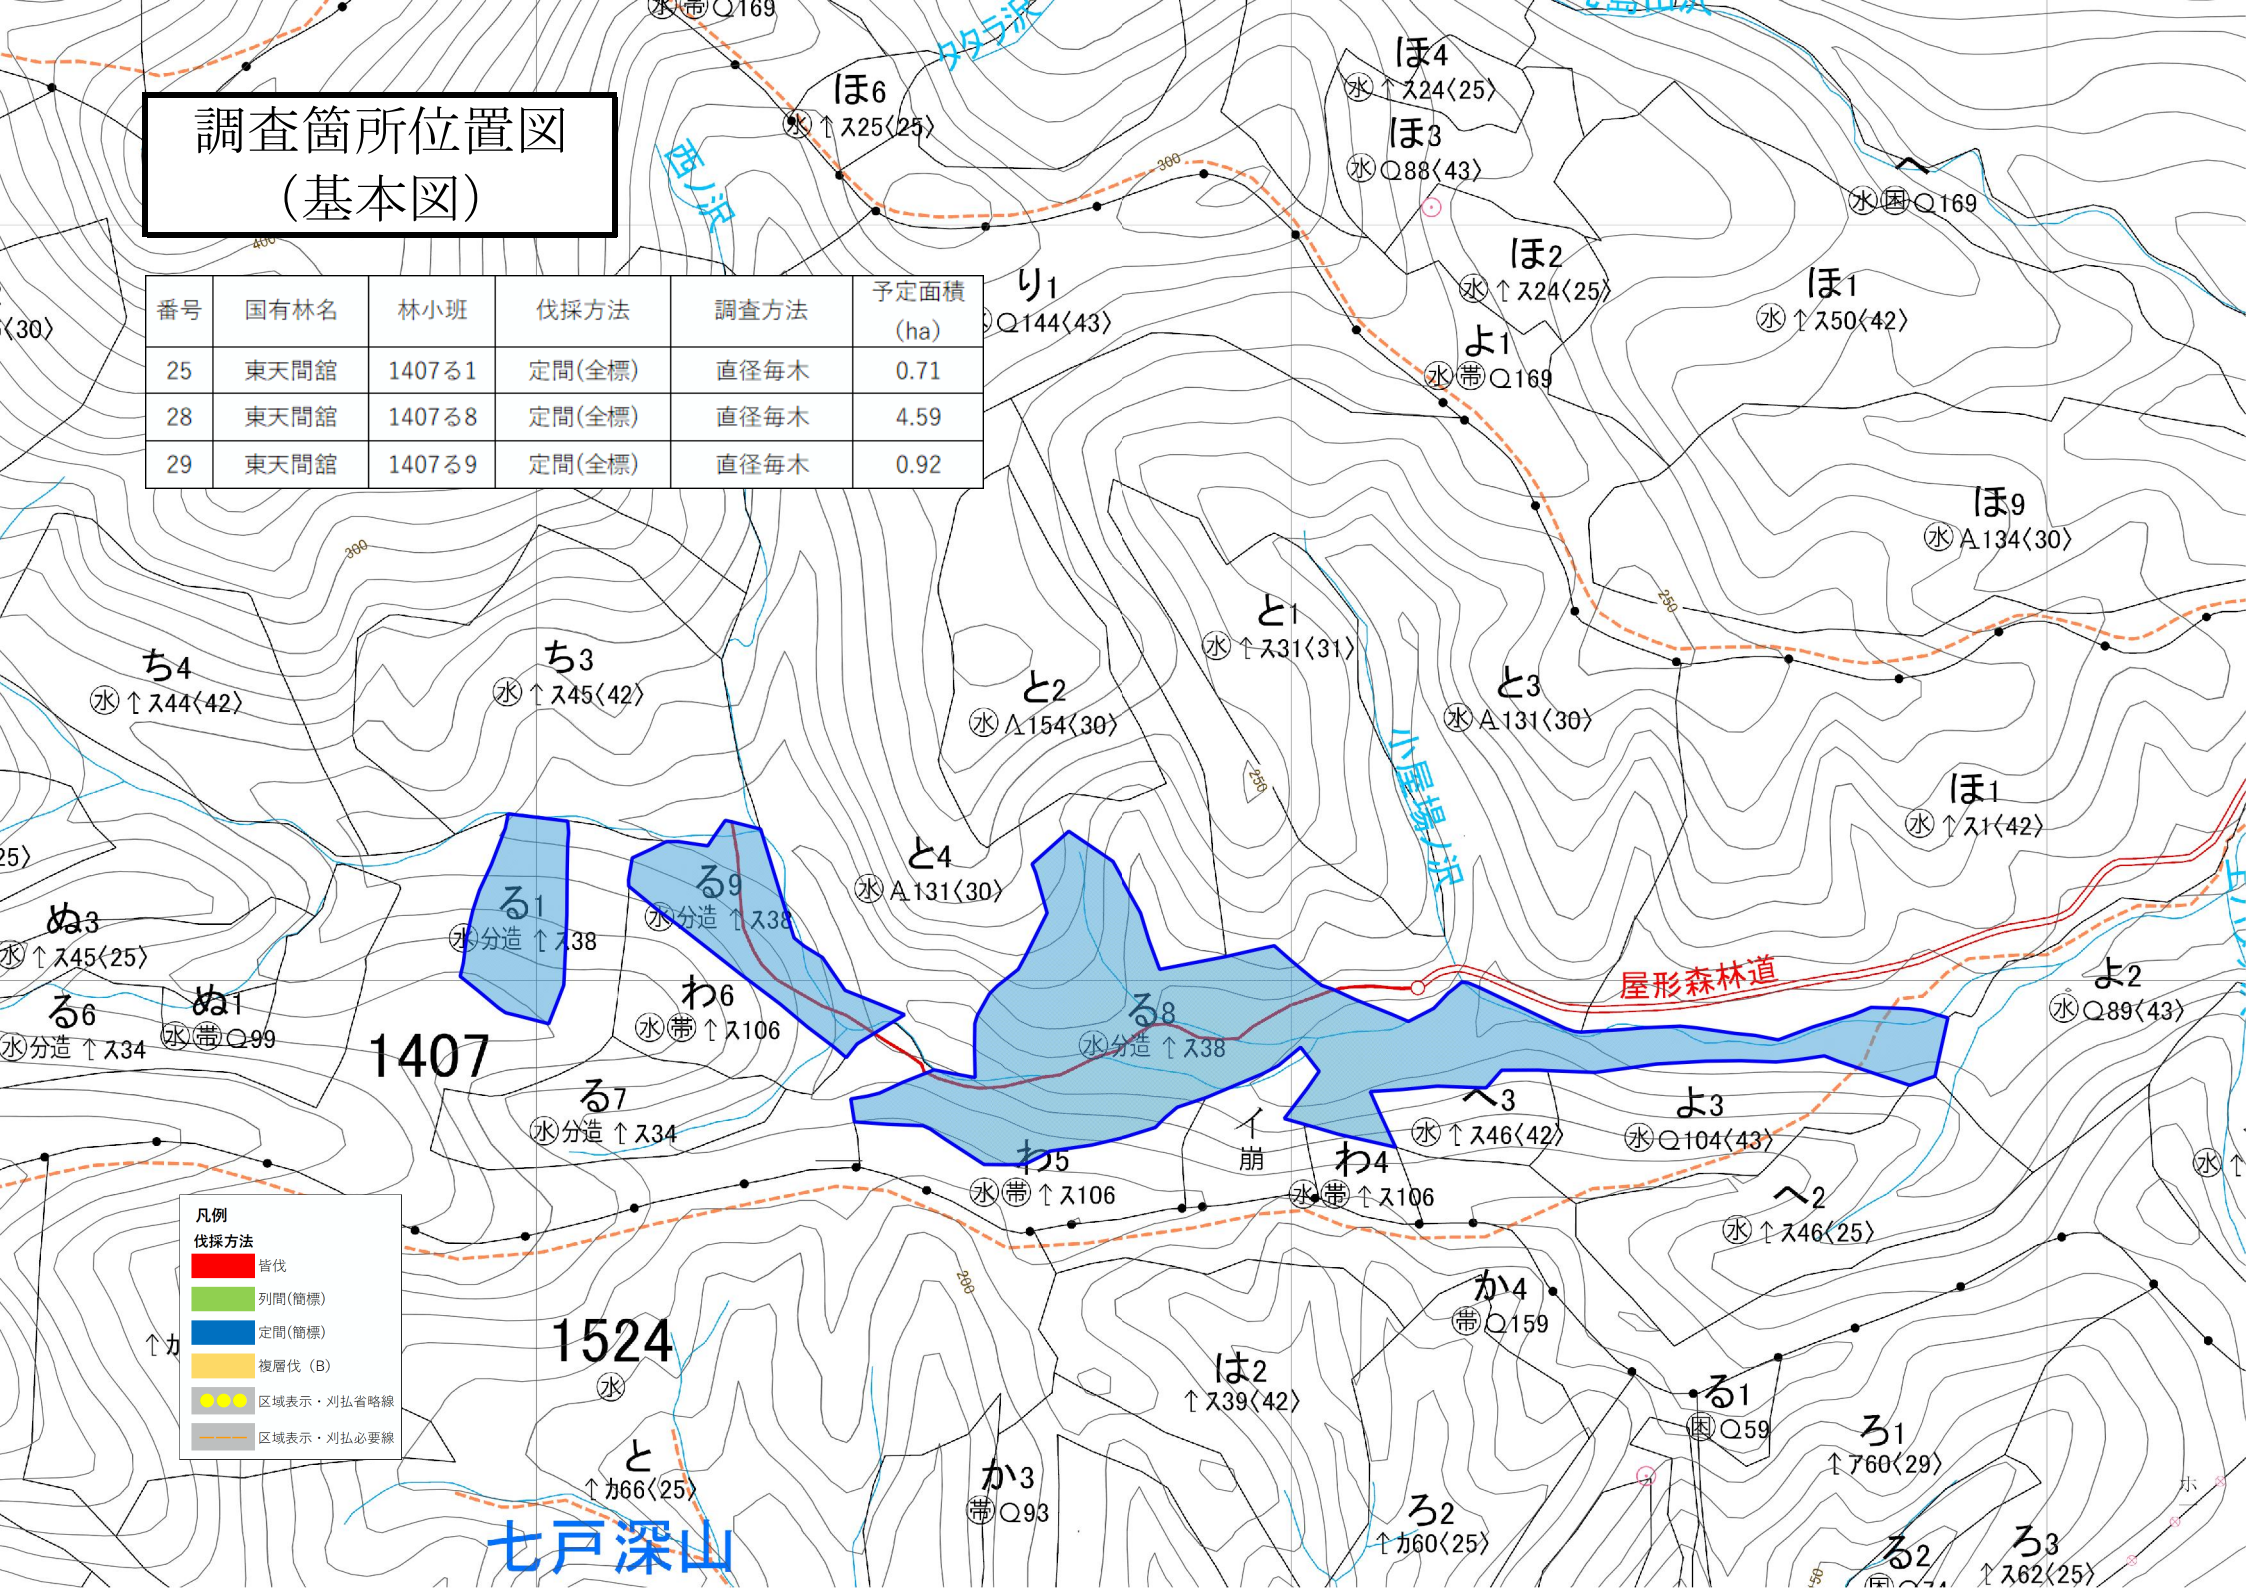 調査箇所位置図
（基本図）
番号 国有林名 林小班 伐採方法 調査方法 予定面積(ha)
25 東天間舘 1407る1 定間(全標) 直径毎木 0.71
28 東天間舘 1407る8 定間(全標) 直径毎木 4.59
29 東天間舘 1407る9 定間(全標) 直径毎木 0.92
水 帯 Q169
タタラ沢
ほ6
水 ↑ス25〈25〉
西ノ沢
ほ4
水 ↑ス24〈25〉
ほ3
水 Q88〈43〉
へ
水 困 Q169
300
ほ2
水 ↑ス24〈25〉
ほ1
水 ↑ス50〈42〉
り1
Q144〈43〉
400
〈30〉
よ1
水 帯 Q169
ほ9
水 A134〈30〉
300
250
と1
水 ↑ス31〈31〉
ち4
水 ↑ス44〈42〉
ち3
水 ↑ス45〈42〉
と2
水 A154〈30〉
と3
水 A131〈30〉
小屋場ノ沢
250
ほ1
水 ↑ス1〈42〉
25〉
と4
水 A131〈30〉
る1
水 分造 ↑ス38
る9
水 分造 ↑ス38
ぬ3
水 ↑ス45〈25〉
る6
水 分造 ↑ス34
ぬ1
水 帯 Q99
わ6
水 帯 ↑ス106
1407
る8
水 分造 ↑ス38
屋形森林道
よ2
水 Q89〈43〉
る7
水 分造 ↑ス34
イ
崩
へ3
水 ↑ス46〈42〉
よ3
水 Q104〈43〉
わ5
水 帯 ↑ス106
わ4
水 帯 ↑ス106
へ2
水 ↑ス46〈25〉
水 ↑
凡例
伐採方法
皆伐
列間(簡標)
定間(簡標)
複層伐（B）
区域表示・刈払省略線
区域表示・刈払必要線
↑カ
200
か4
帯 Q159
1524
水
は2
↑ス39〈42〉
る1
困 Q59
ろ1
↑ア60〈29〉
と
↑カ66〈25〉
か3
帯 Q93
ろ2
↑カ60〈25〉
七戸深山
る2
ろ3
↑ス62〈25〉